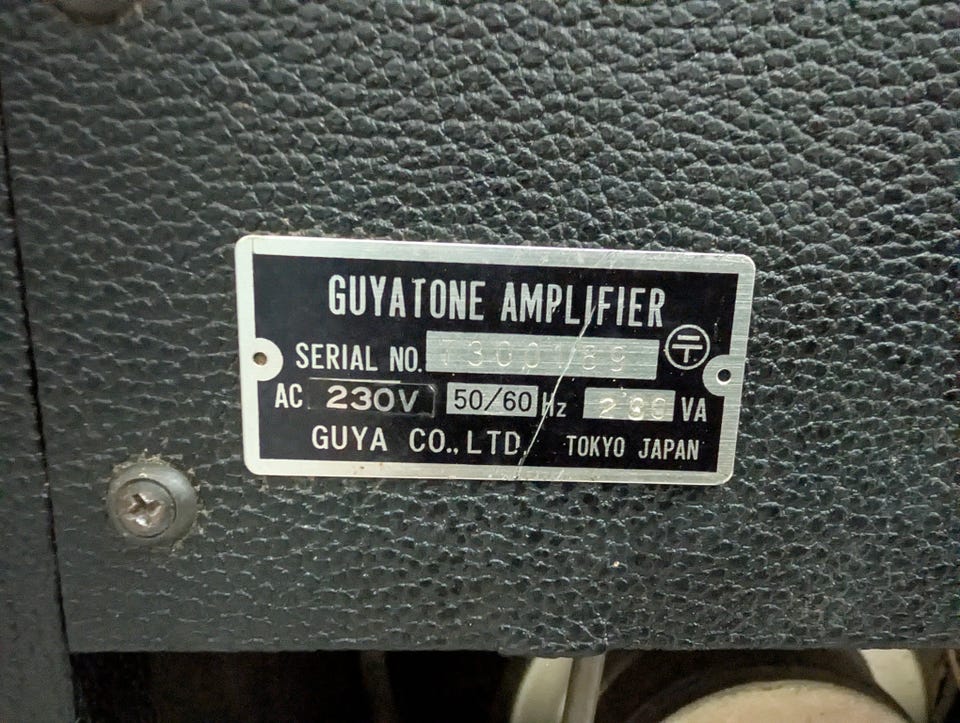 GUYATONE AMPLIFIER
SERIAL NO.
AC 230V 50/60 Hz VA
GUYA CO., LTD. TOKYO JAPAN